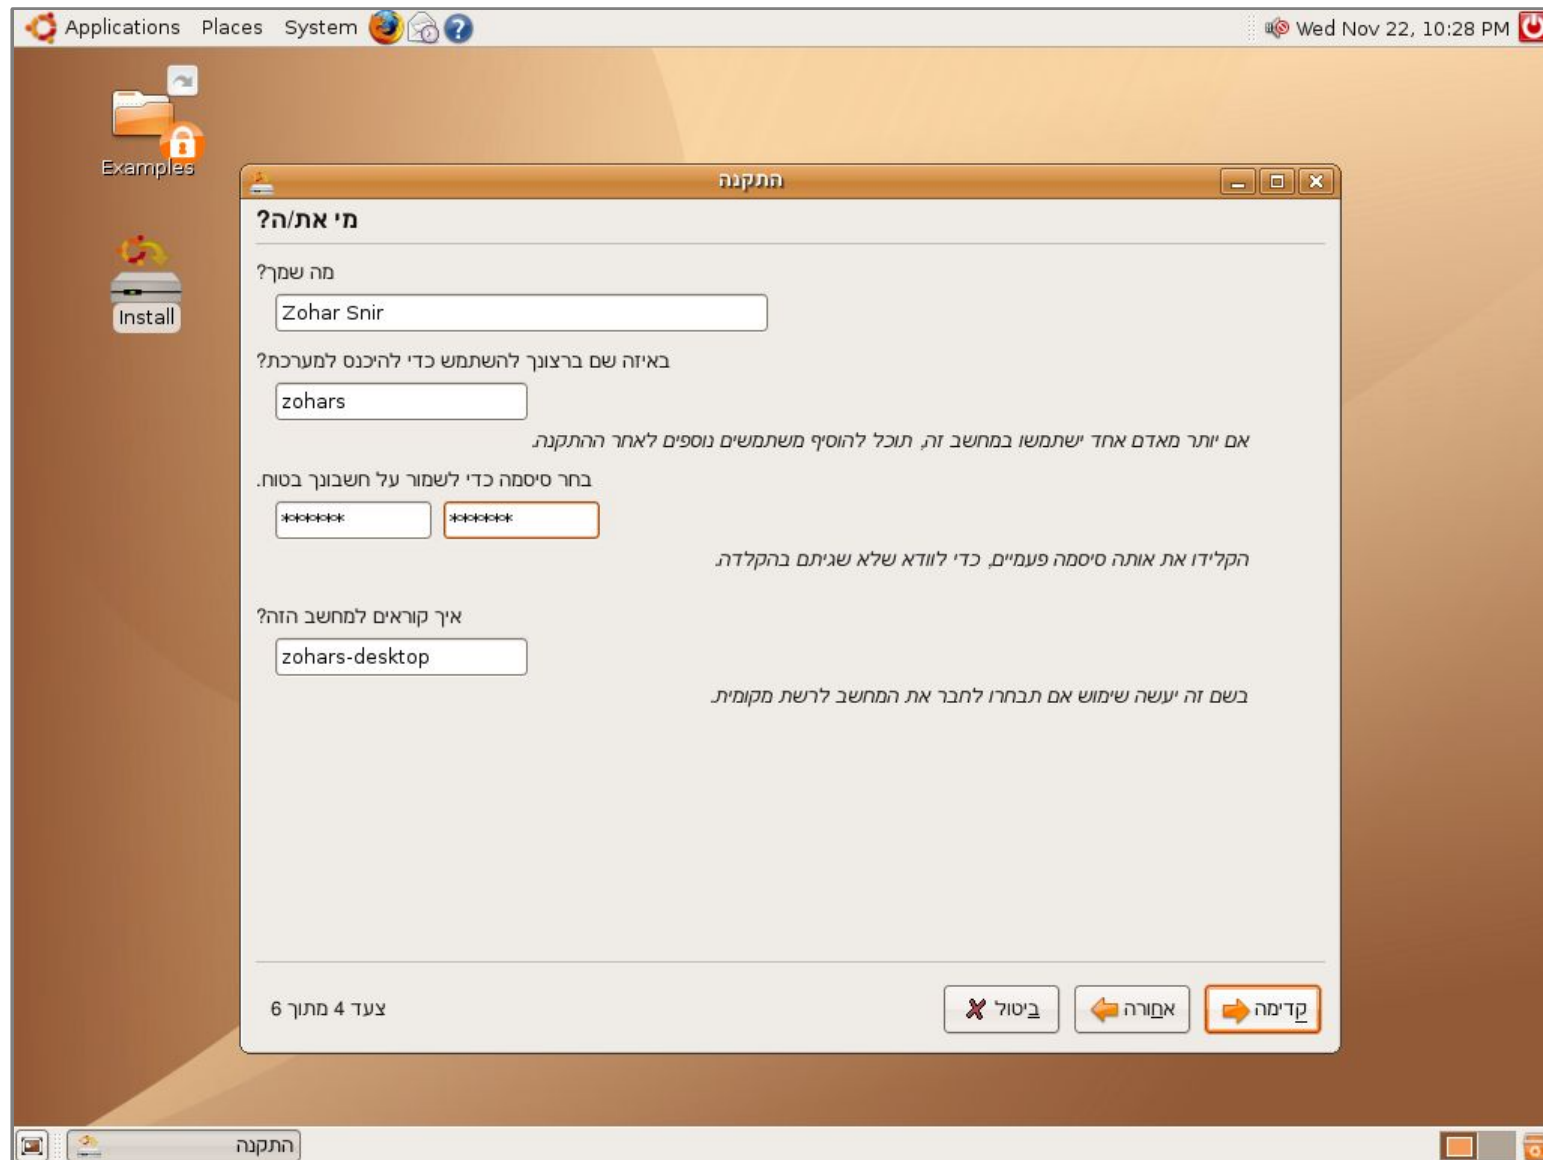 Applications Places System
Wed Nov 22, 10:28 PM
Examples
Install
התקנה
מי את/ה?
מה שמך?
Zohar Snir
באיזה שם ברצונך להשתמש כדי להיכנס למערכת?
zohars
אם יותר מאדם אחד ישתמשו במחשב זה, תוכל להוסיף משתמשים נוספים לאחר ההתקנה.
בחר סיסמה כדי לשמור על חשבונך בטוח.
****** ******
הקלידו את אותה סיסמה פעמיים, כדי לוודא שלא שגיתם בהקלדה.
איך קוראים למחשב הזה?
zohars-desktop
בשם זה יעשה שימוש אם תבחרו לחבר את המחשב לרשת מקומית.
קדימה אחורה ביטול צעד 4 מתוך 6
התקנה